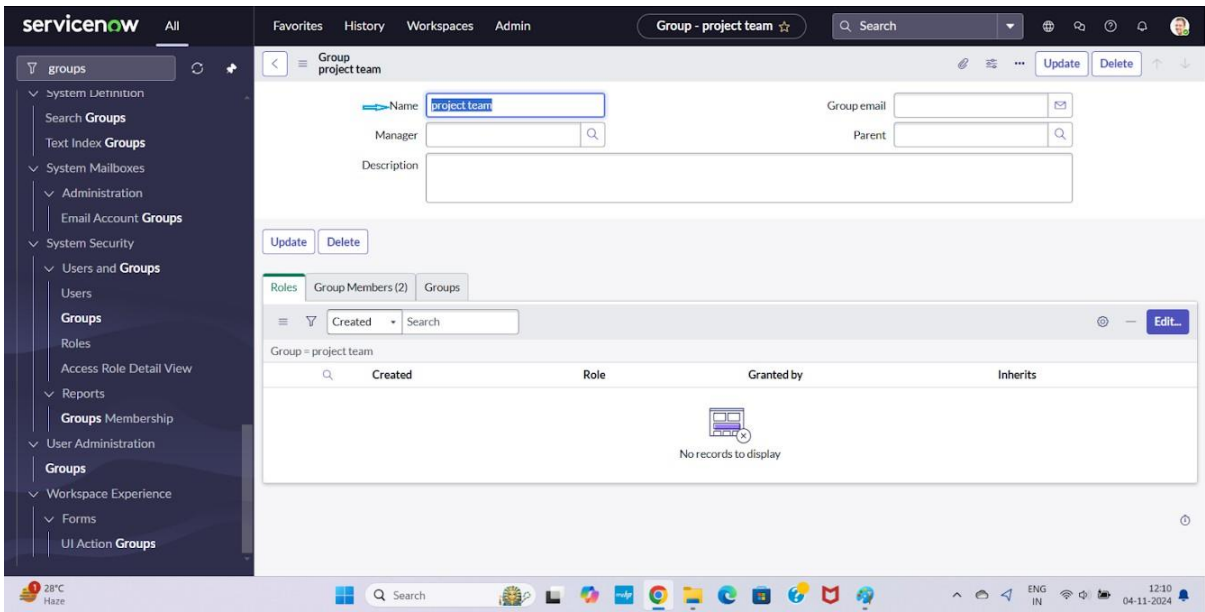 servicenow All Favorites History Workspaces Admin Group - project team Search
groups
System Definition
Search Groups
Text Index Groups
System Mailboxes
Administration
Email Account Groups
System Security
Users and Groups
Users
Groups
Roles
Access Role Detail View
Reports
Groups Membership
User Administration
Groups
Workspace Experience
Forms
UI Action Groups
Group
project team
Update Delete
Name project team Group email
Manager Parent
Description
Update Delete
Roles Group Members (2) Groups
Created Search Edit...
Group = project team
Created Role Granted by Inherits
No records to display
1 28°C
Haze
Search
ENG
IN
12:10
04-11-2024